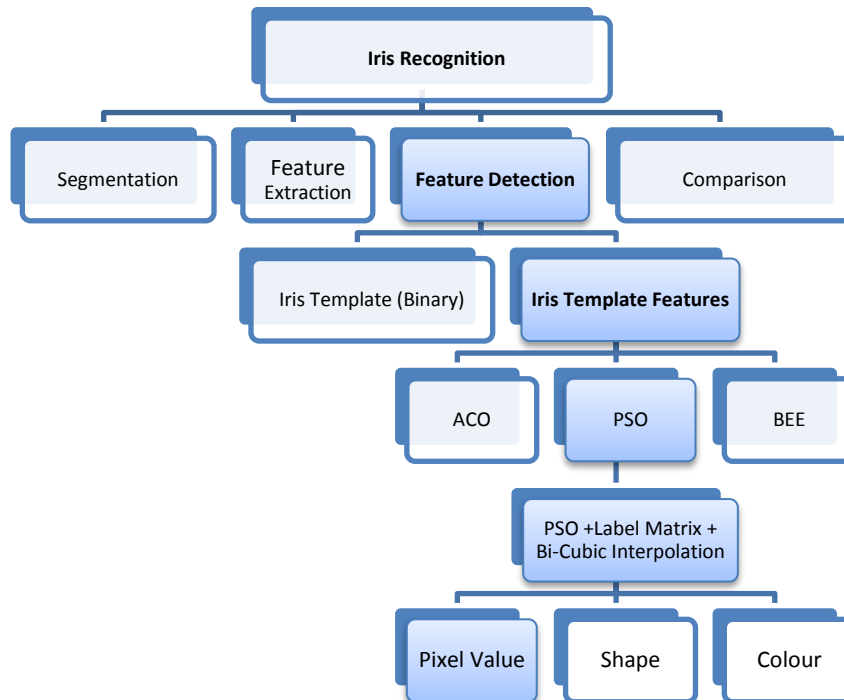 Iris Recognition
Segmentation
Feature
Extraction
Feature Detection
Comparison
Iris Template (Binary)
Iris Template Features
ACO
PSO
BEE
PSO +Label Matrix +
Bi-Cubic Interpolation
Pixel Value
Shape
Colour